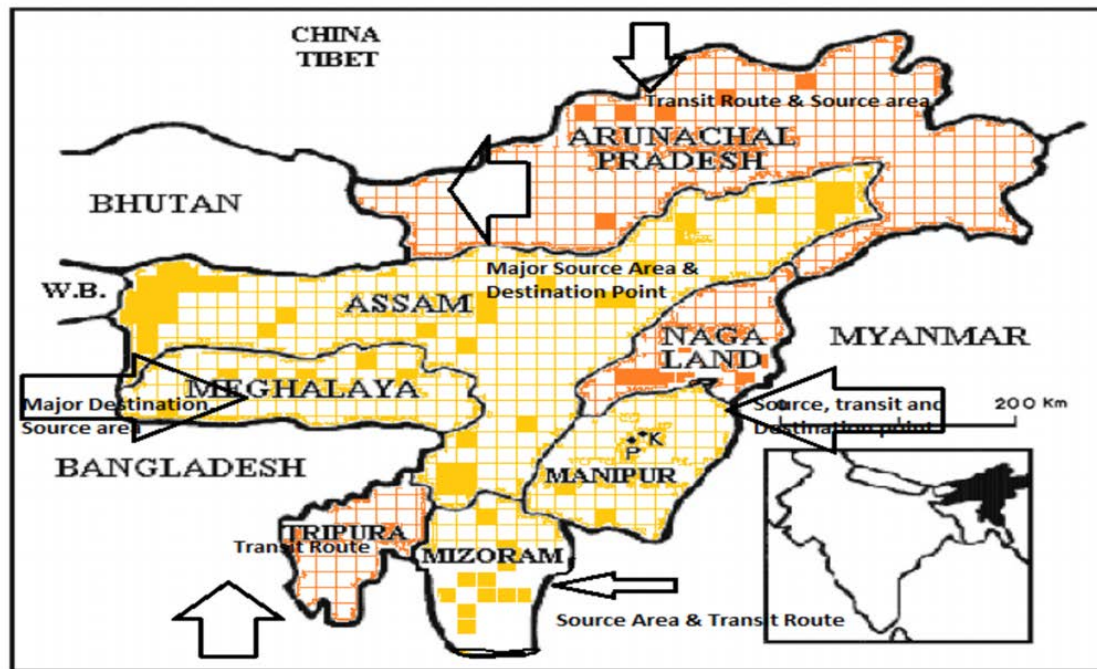 CHINA
TIBET
Transit Route & Source area
ARUNACHAL
PRADESH
BHUTAN
Major Source Area &
Destination Point
W.B.
ASSAM
NAGA
LAND
MYANMAR
MEGHALAYA
Major Destination
Source area
Source, transit and
Destination point
200 Km
BANGLADESH
K
P
MANIPUR
TRIPURA
Transit Route
MIZORAM
Source Area & Transit Route